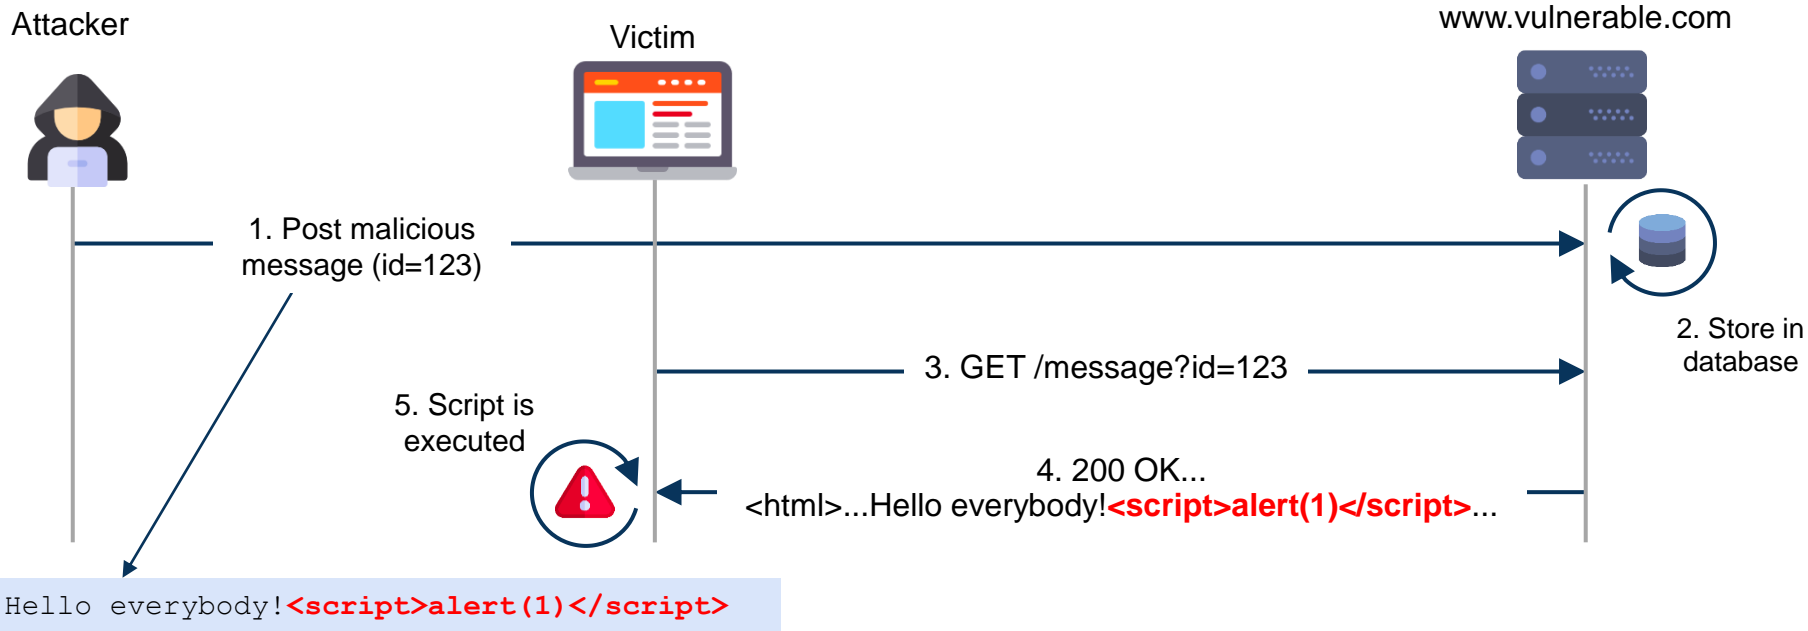 Attacker
Victim
www.vulnerable.com
1. Post malicious
message (id=123)
2. Store in
database
3. GET /message?id=123
5. Script is
executed
4. 200 OK...
<html>...Hello everybody!<script>alert(1)</script>...
Hello everybody!<script>alert(1)</script>